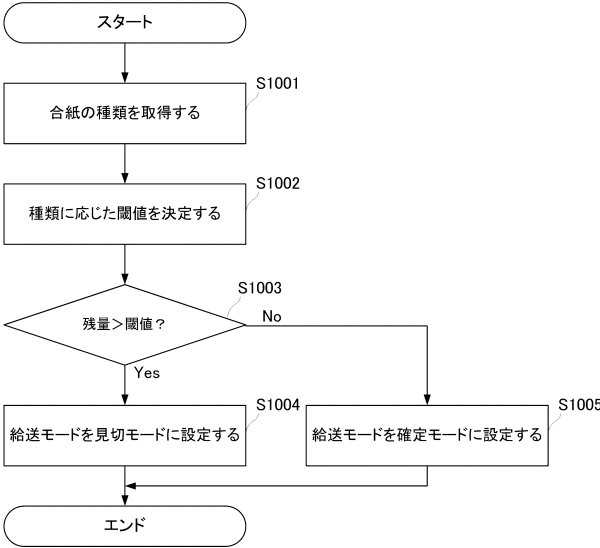 スタート
S1001
合紙の種類を取得する
S1002
種類に応じた閾値を決定する
S1003
残量＞閾値？
No
Yes
S1004
給送モードを見切モードに設定する
S1005
給送モードを確定モードに設定する
エンド